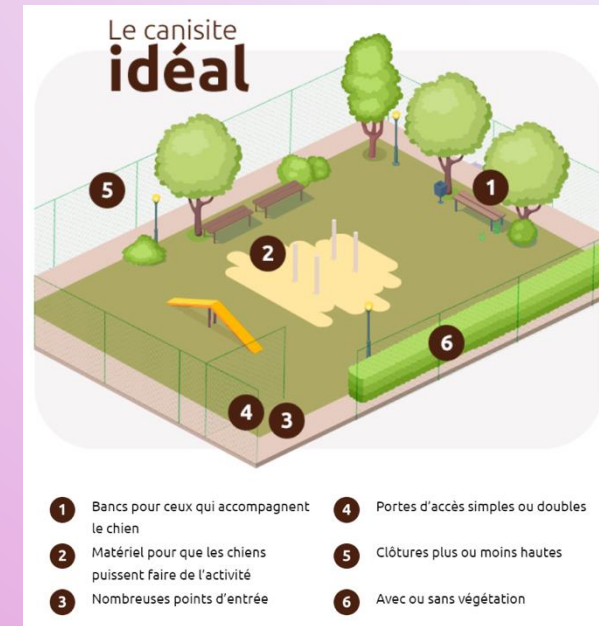 Le canisite
idéal
5
1
2
6
4
3
1 Bancs pour ceux qui accompagnent
le chien
2 Matériel pour que les chiens
puissent faire de l'activité
3 Nombreuses points d'entrée
4 Portes d'accès simples ou doubles
5 Clôtures plus ou moins hautes
6 Avec ou sans végétation